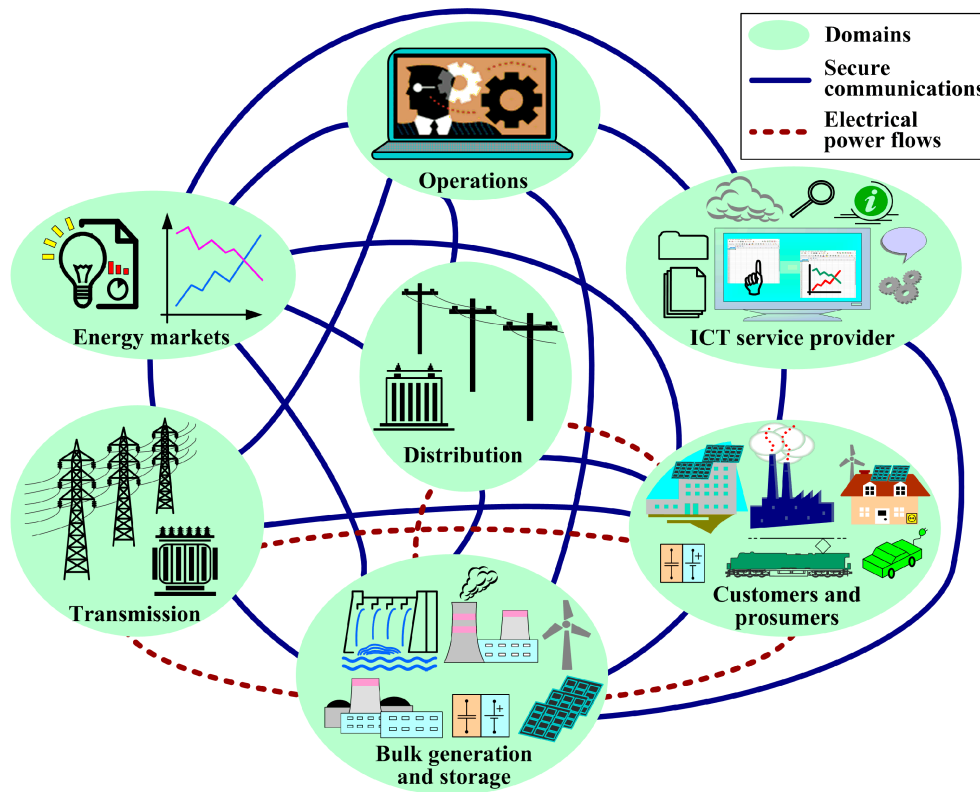 Domains
Secure
communications
Electrical
power flows
Operations
i
Energy markets
ICT service provider
Distribution
Transmission
Customers and
prosumers
+
+
Bulk generation
and storage